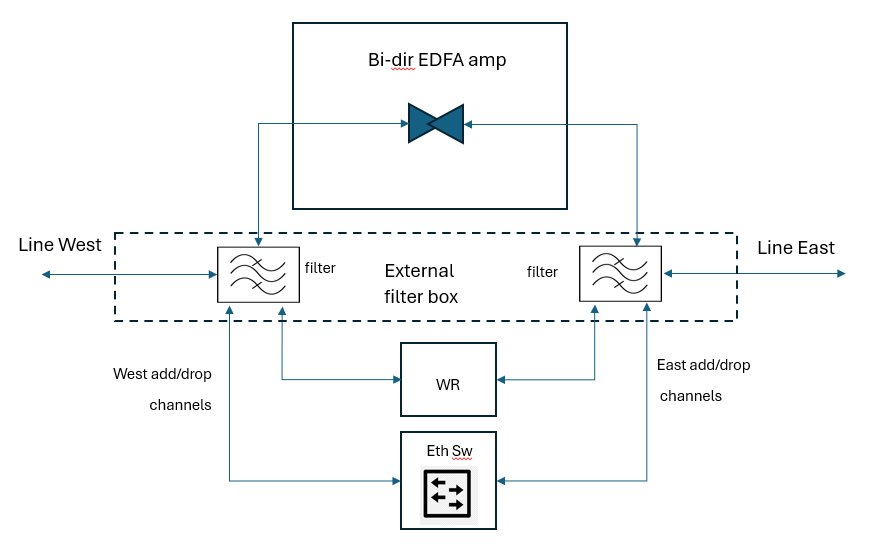 Bi-dir EDFA amp
Line West
Line East
filter
External
filter box
filter
West add/drop
channels
WR
East add/drop
channels
Eth Sw